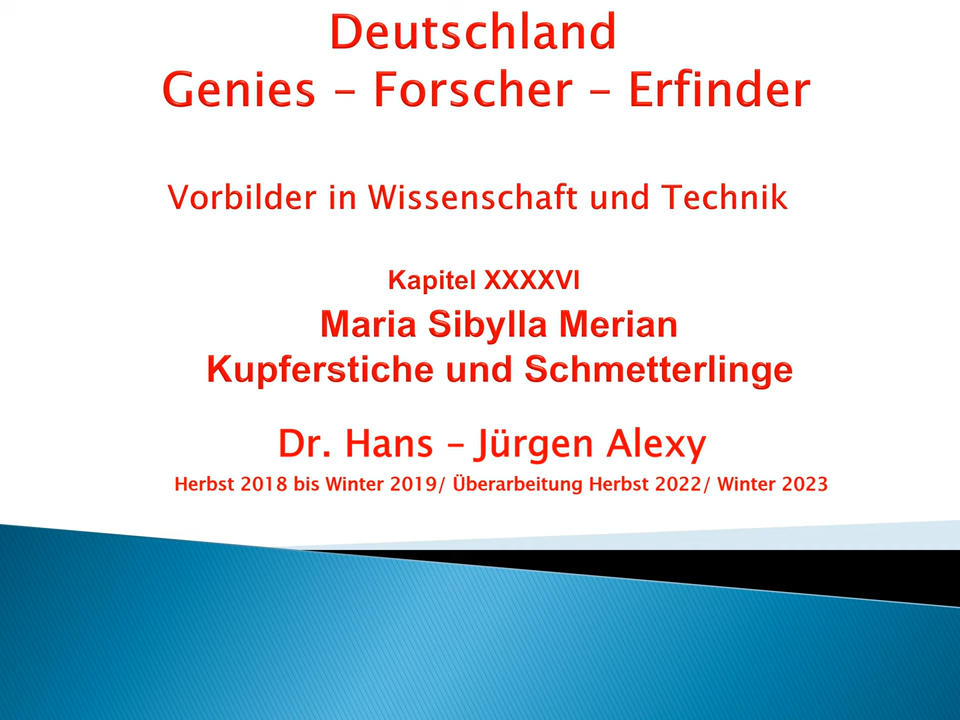 Deutschland
Genies – Forscher – Erfinder
Vorbilder in Wissenschaft und Technik
Kapitel XXXXVI
Maria Sibylla Merian
Kupferstiche und Schmetterlinge
Dr. Hans – Jürgen Alexy
Herbst 2018 bis Winter 2019/ Überarbeitung Herbst 2022/ Winter 2023